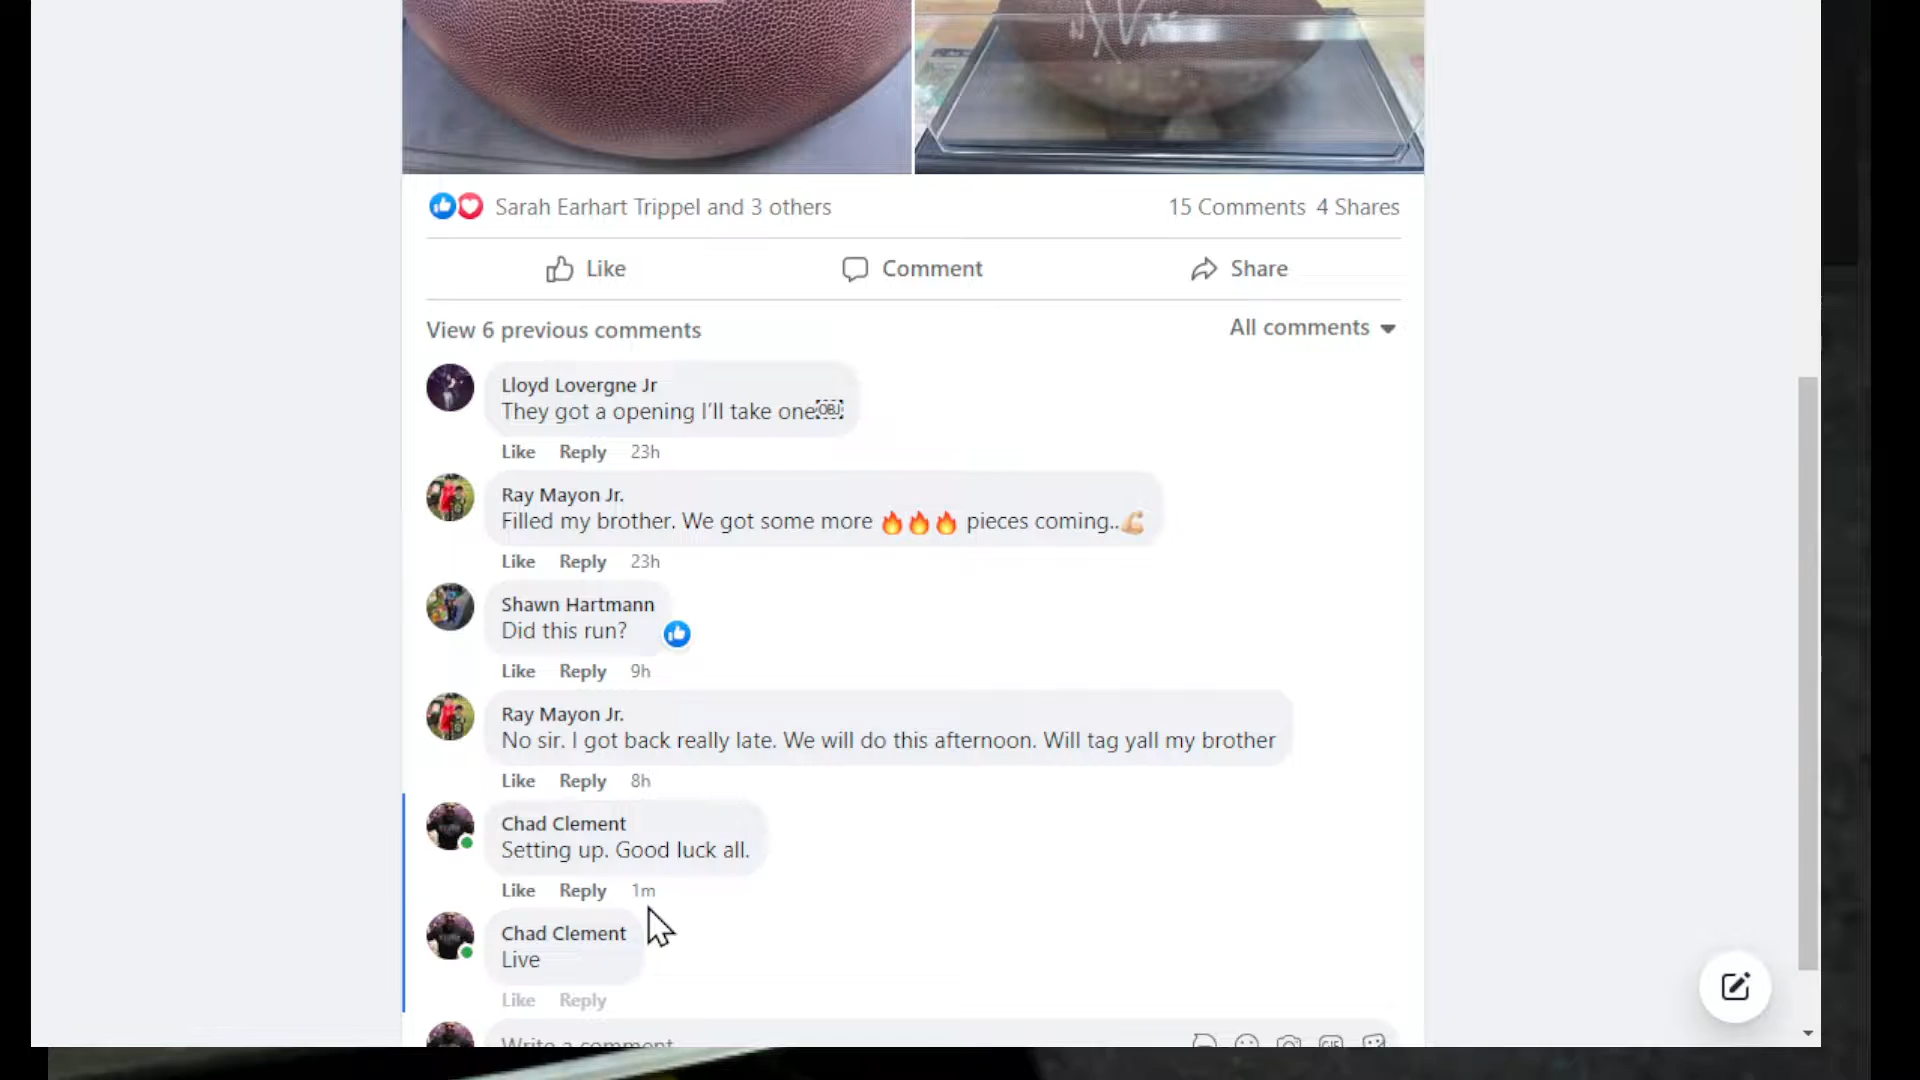 Sarah Earhart Trippel and 3 others
15 Comments 4 Shares
Like
Comment
Share
View 6 previous comments
All comments
Lloyd Lovergne Jr
They got a opening I'll take one
Like Reply 23h
Ray Mayon Jr.
Filled my brother. We got some more 🔥🔥🔥 pieces coming..💪🏼
Like Reply 23h
Shawn Hartmann
Did this run?
Like Reply 9h
Ray Mayon Jr.
No sir. I got back really late. We will do this afternoon. Will tag yall my brother
Like Reply 8h
Chad Clement
Setting up. Good luck all.
Like Reply 1m
Chad Clement
Live
Like Reply
Write a comment
GIF